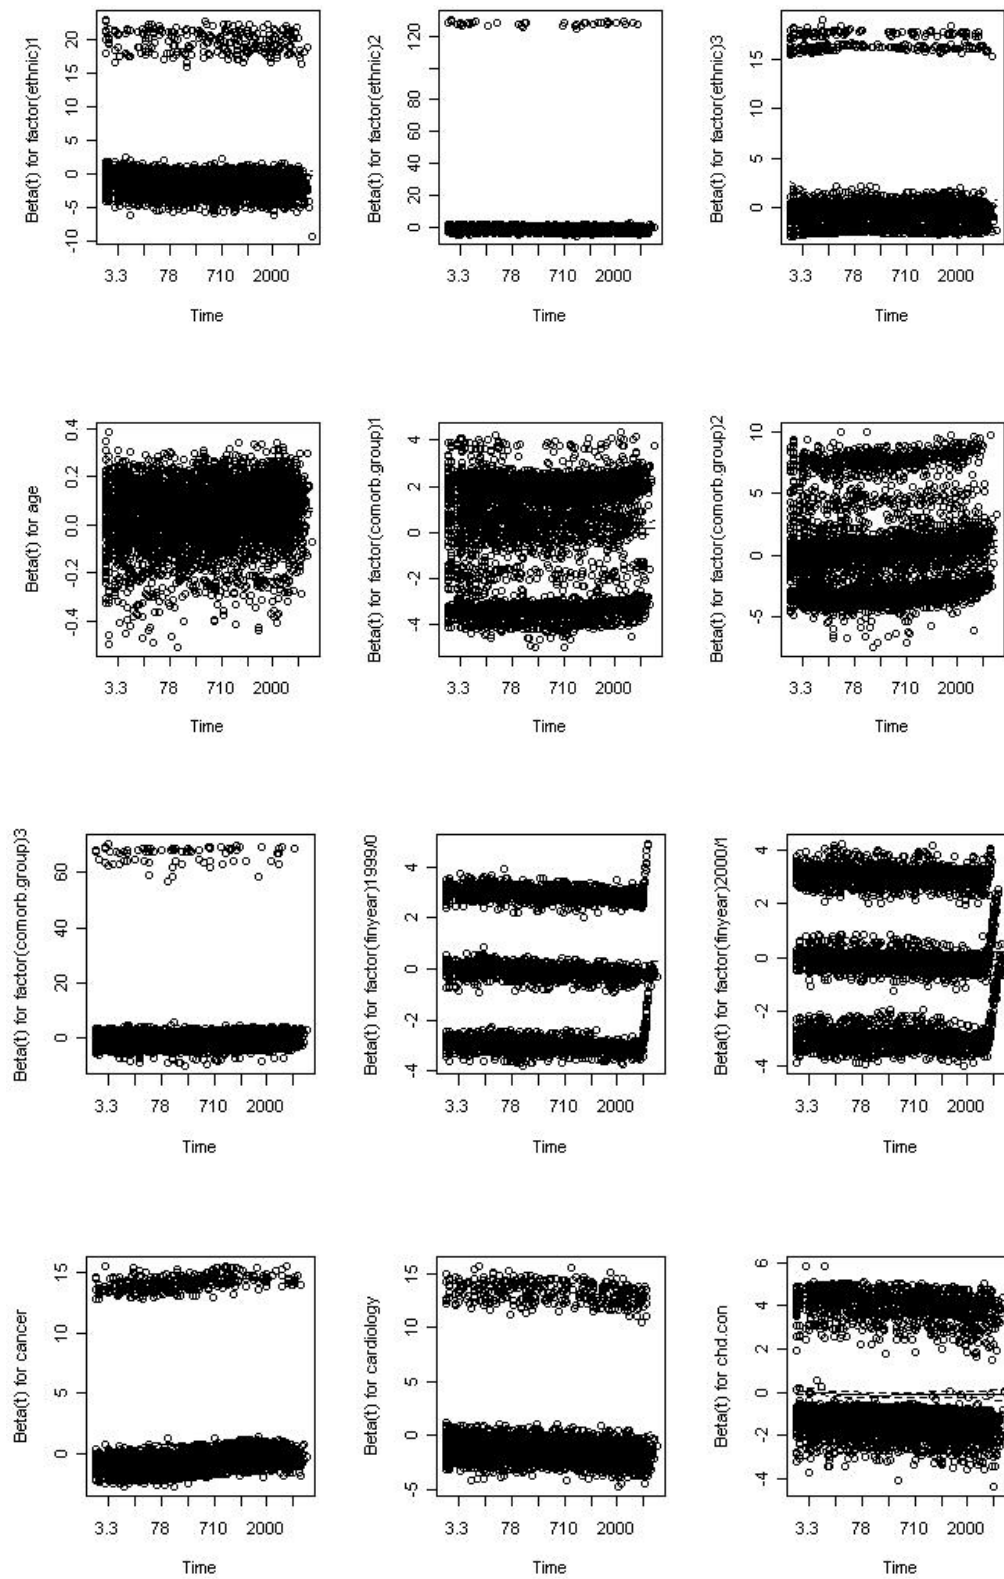 Beta(t) for factor(ethnic)1
-10 -5 0 5 10 15 20
3.3 78 710 2000
Time
Beta(t) for factor(ethnic)2
0 20 40 60 80 100 120
3.3 78 710 2000
Time
Beta(t) for factor(ethnic)3
0 5 10 15
3.3 78 710 2000
Time
Beta(t) for age
-0.4 -0.2 0.0 0.2 0.4
3.3 78 710 2000
Time
Beta(t) for factor(comorb.group)1
-4 -2 0 2 4
3.3 78 710 2000
Time
Beta(t) for factor(comorb.group)2
-5 0 5 10
3.3 78 710 2000
Time
Beta(t) for factor(comorb.group)3
0 20 40 60
3.3 78 710 2000
Time
Beta(t) for factor(finyear)1999/0
-4 -2 0 2 4
3.3 78 710 2000
Time
Beta(t) for factor(finyear)2000/1
-4 -2 0 2 4
3.3 78 710 2000
Time
Beta(t) for cancer
0 5 10 15
3.3 78 710 2000
Time
Beta(t) for cardiology
-5 0 5 10 15
3.3 78 710 2000
Time
Beta(t) for chd.con
-4 -2 0 2 4 6
3.3 78 710 2000
Time